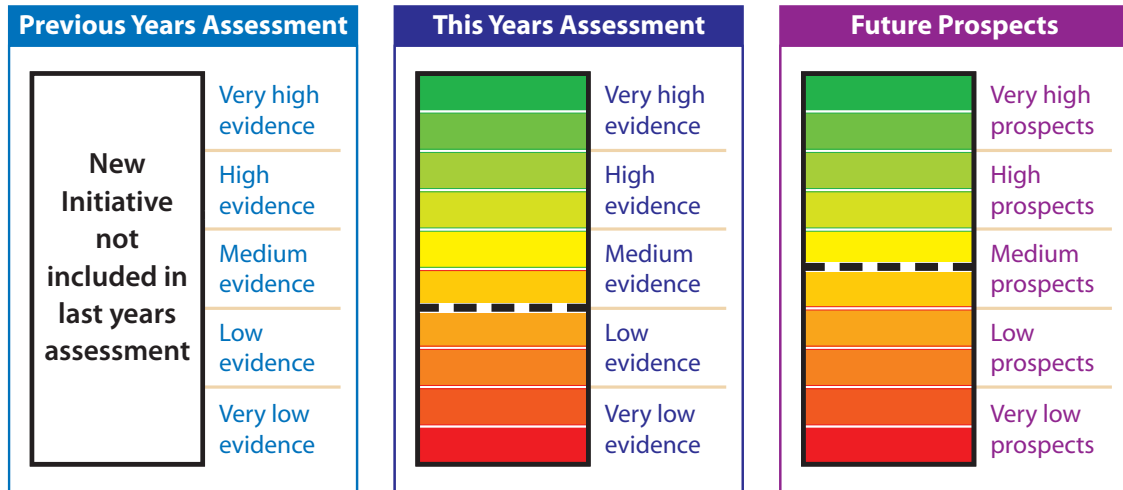 Previous Years Assessment
New
Initiative
not
included in
last years
assessment
Very high
evidence
High
evidence
Medium
evidence
Low
evidence
Very low
evidence
This Years Assessment
Very high
evidence
High
evidence
Medium
evidence
Low
evidence
Very low
evidence
Future Prospects
Very high
prospects
High
prospects
Medium
prospects
Low
prospects
Very low
prospects